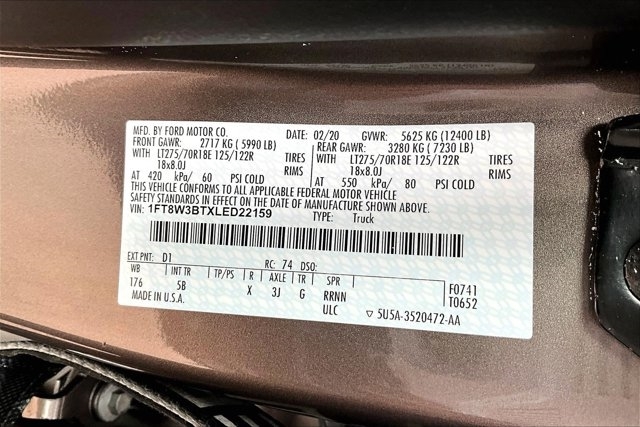 MFD. BY FORD MOTOR CO. DATE: 02/20 GVWR: 5625 KG (12400 LB)
FRONT GAWR: 2717 KG (5990 LB) REAR GAWR: 3280 KG (7230 LB)
WITH LT275/70R18E 125/122R TIRES WITH LT275/70R18E 125/122R TIRES
18x8.0J RIMS 18x8.0J RIMS
AT 420 kPa/ 60 PSI COLD AT 550 kPa/ 80 PSI COLD
THIS VEHICLE CONFORMS TO ALL APPLICABLE FEDERAL MOTOR VEHICLE
SAFETY STANDARDS IN EFFECT ON THE DATE OF MANUFACTURE SHOWN ABOVE.
VIN: 1FT8W3BTXLED22159 TYPE: Truck
EXT PNT: D1 RC: 74 DSO:
WB INT TR TP/PS R AXLE TR SPR F0741
176 5B X 3J G RRNN T0652
MADE IN U.S.A. ULC ▽ 5U5A-3520472-AA